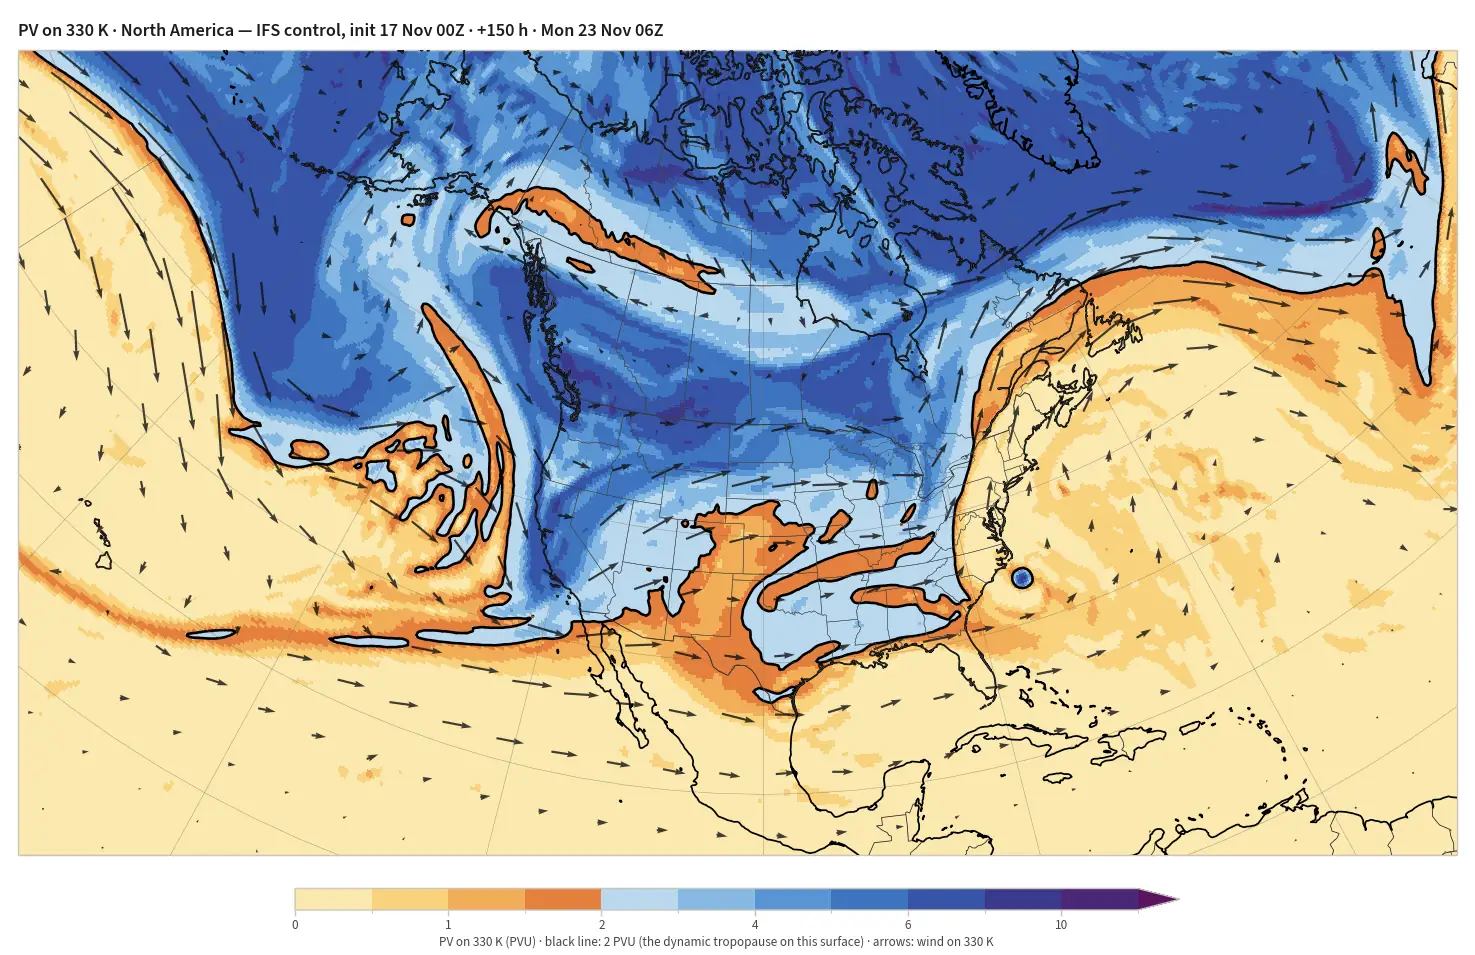 PV on 330 K · North America — IFS control, init 17 Nov 00Z · +150 h · Mon 23 Nov 06Z
0 1 2 4 6 10
PV on 330 K (PVU) · black line: 2 PVU (the dynamic tropopause on this surface) · arrows: wind on 330 K